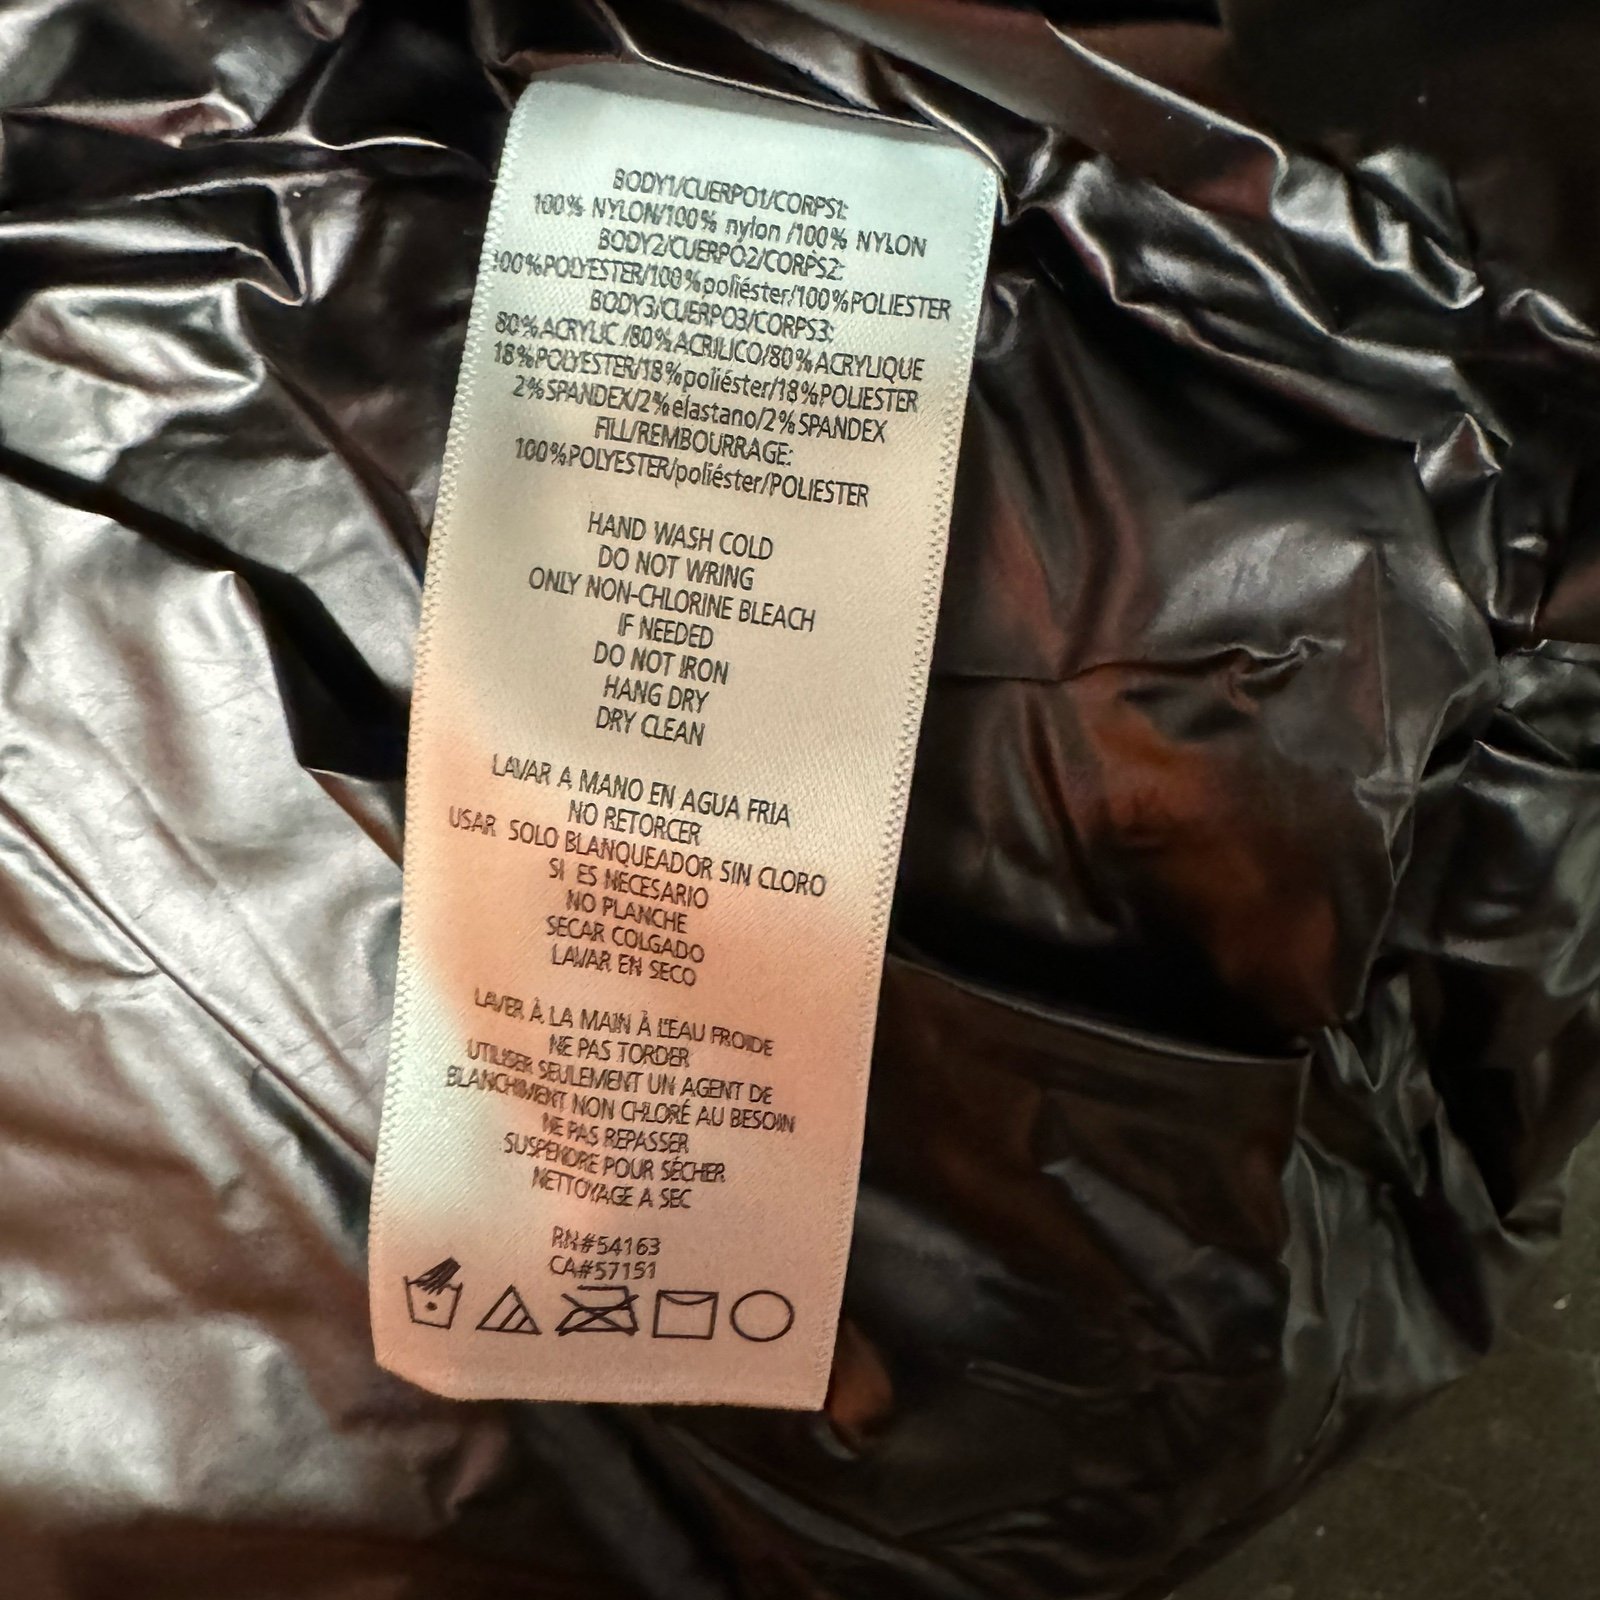 BODY1/CUERPO1/CORPS1:
100% NYLON/100% nylon /100% NYLON
BODY2/CUERPO2/CORPS2:
100%POLYESTER/100%poliéster/100%POLIESTER
BODY3/CUERPO3/CORPS3:
80%ACRYLIC /80%ACRILICO/80%ACRYLIQUE
18%POLYESTER/18%poliéster/18%POLIESTER
2%SPANDEX/2%elastano/2%SPANDEX
FILL/REMBOURRAGE:
100%POLYESTER/poliéster/POLIESTER
HAND WASH COLD
DO NOT WRING
ONLY NON-CHLORINE BLEACH
IF NEEDED
DO NOT IRON
HANG DRY
DRY CLEAN
LAVAR A MANO EN AGUA FRIA
NO RETORCER
USAR SOLO BLANQUEADOR SIN CLORO
SI ES NECESARIO
NO PLANCHE
SECAR COLGADO
LAVAR EN SECO
LAVER À LA MAIN À L'EAU FROIDE
NE PAS TORDER
UTILISER SEULEMENT UN AGENT DE
BLANCHIMENT NON CHLORÉ AU BESOIN
NE PAS REPASSER
SUSPENDRE POUR SÉCHER
NETTOYAGE A SEC
RN#54163
CA#57151